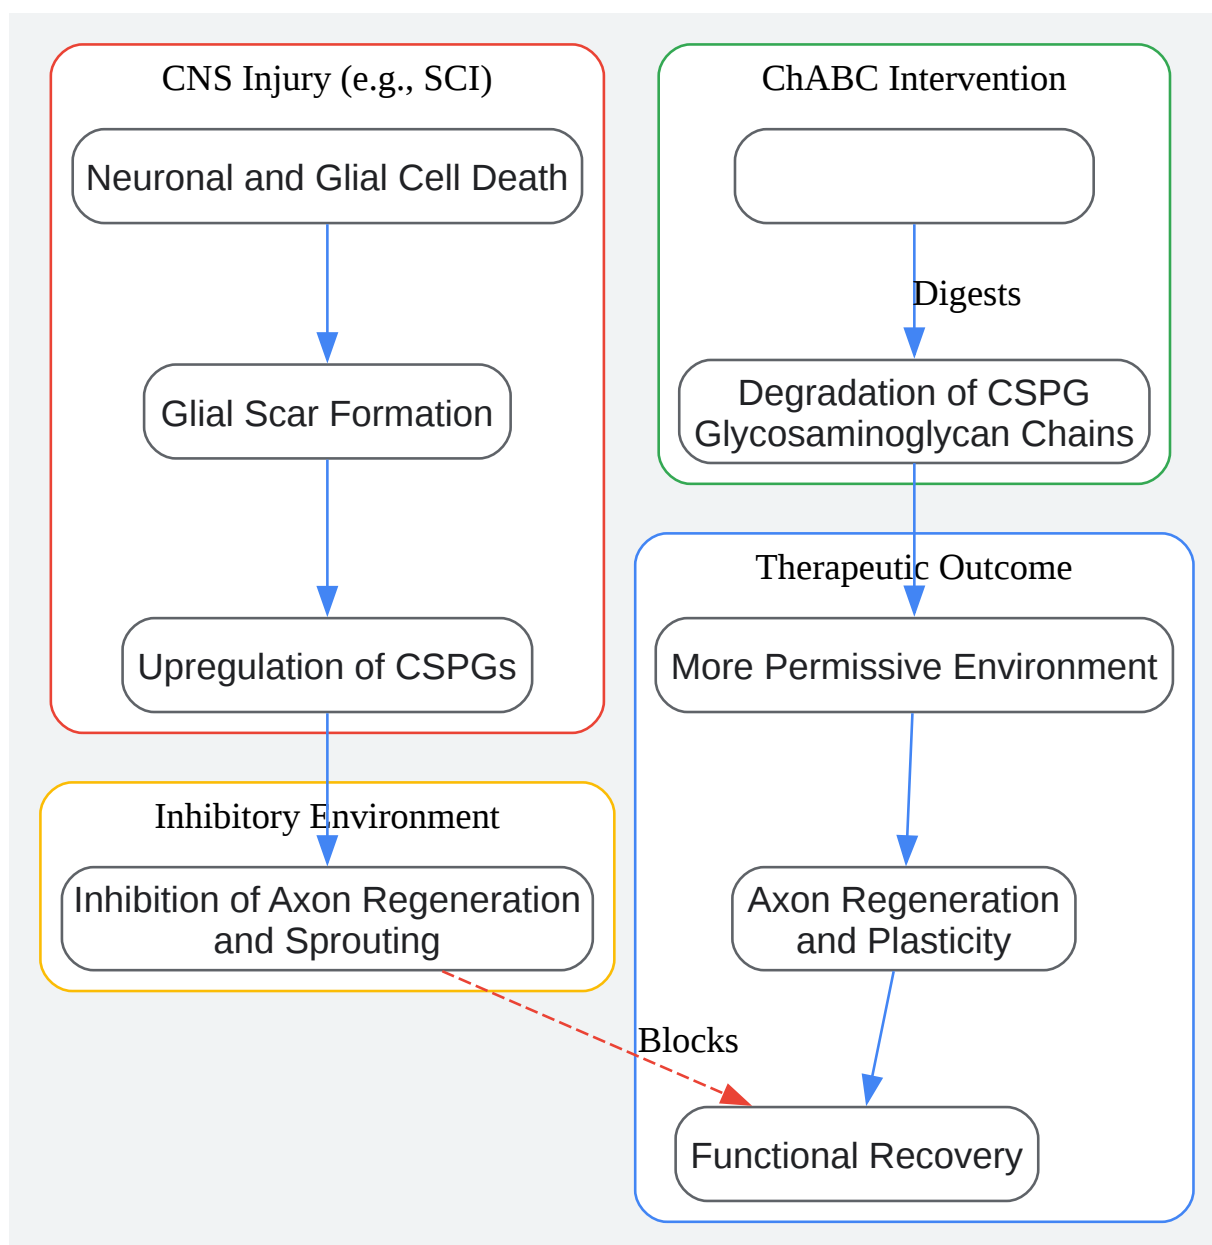 CNS Injury (e.g., SCI)
Neuronal and Glial Cell Death
Glial Scar Formation
Upregulation of CSPGs
Inhibitory Environment
Inhibition of Axon Regeneration
and Sprouting
ChABC Intervention
Digests
Degradation of CSPG
Glycosaminoglycan Chains
Therapeutic Outcome
More Permissive Environment
Axon Regeneration
and Plasticity
Blocks
Functional Recovery